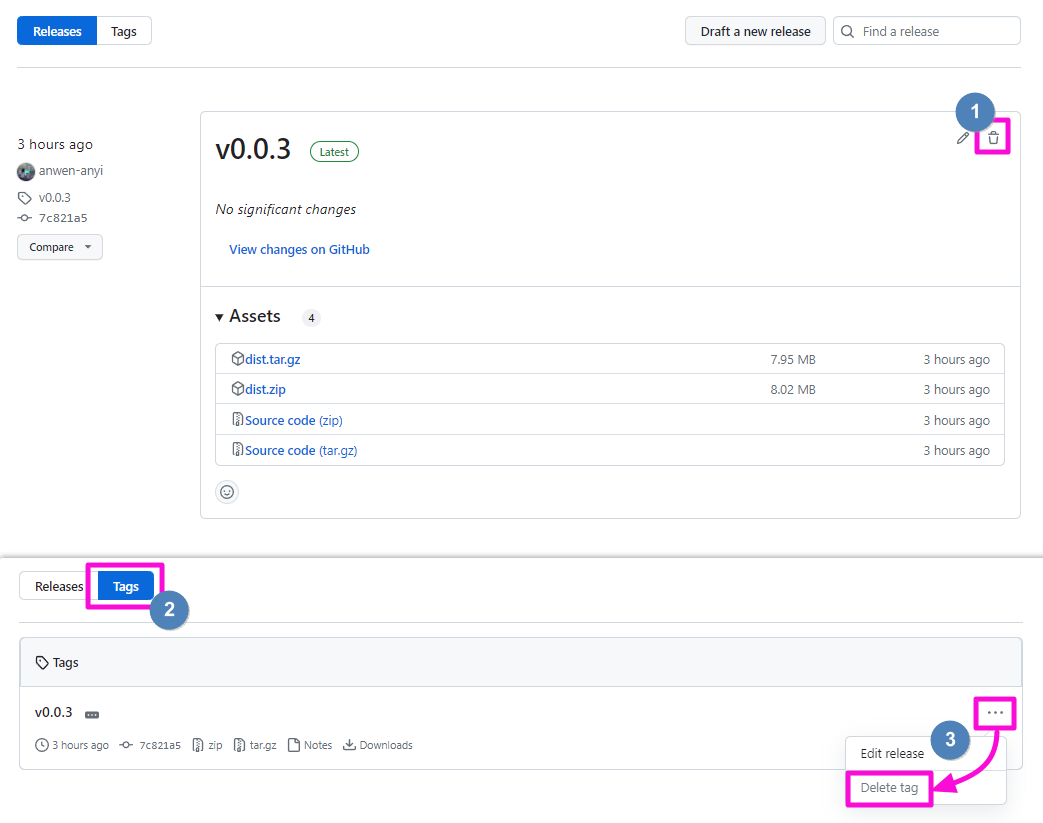 Releases Tags Draft a new release Find a release
1
3 hours ago
anwen-anyi
v0.0.3
7c821a5
Compare
v0.0.3 Latest
No significant changes
View changes on GitHub
Assets 4
dist.tar.gz 7.95 MB 3 hours ago
dist.zip 8.02 MB 3 hours ago
Source code (zip) 3 hours ago
Source code (tar.gz) 3 hours ago
Releases Tags
2
Tags
v0.0.3
3 hours ago 7c821a5 zip tar.gz Notes Downloads
3
Edit release
Delete tag